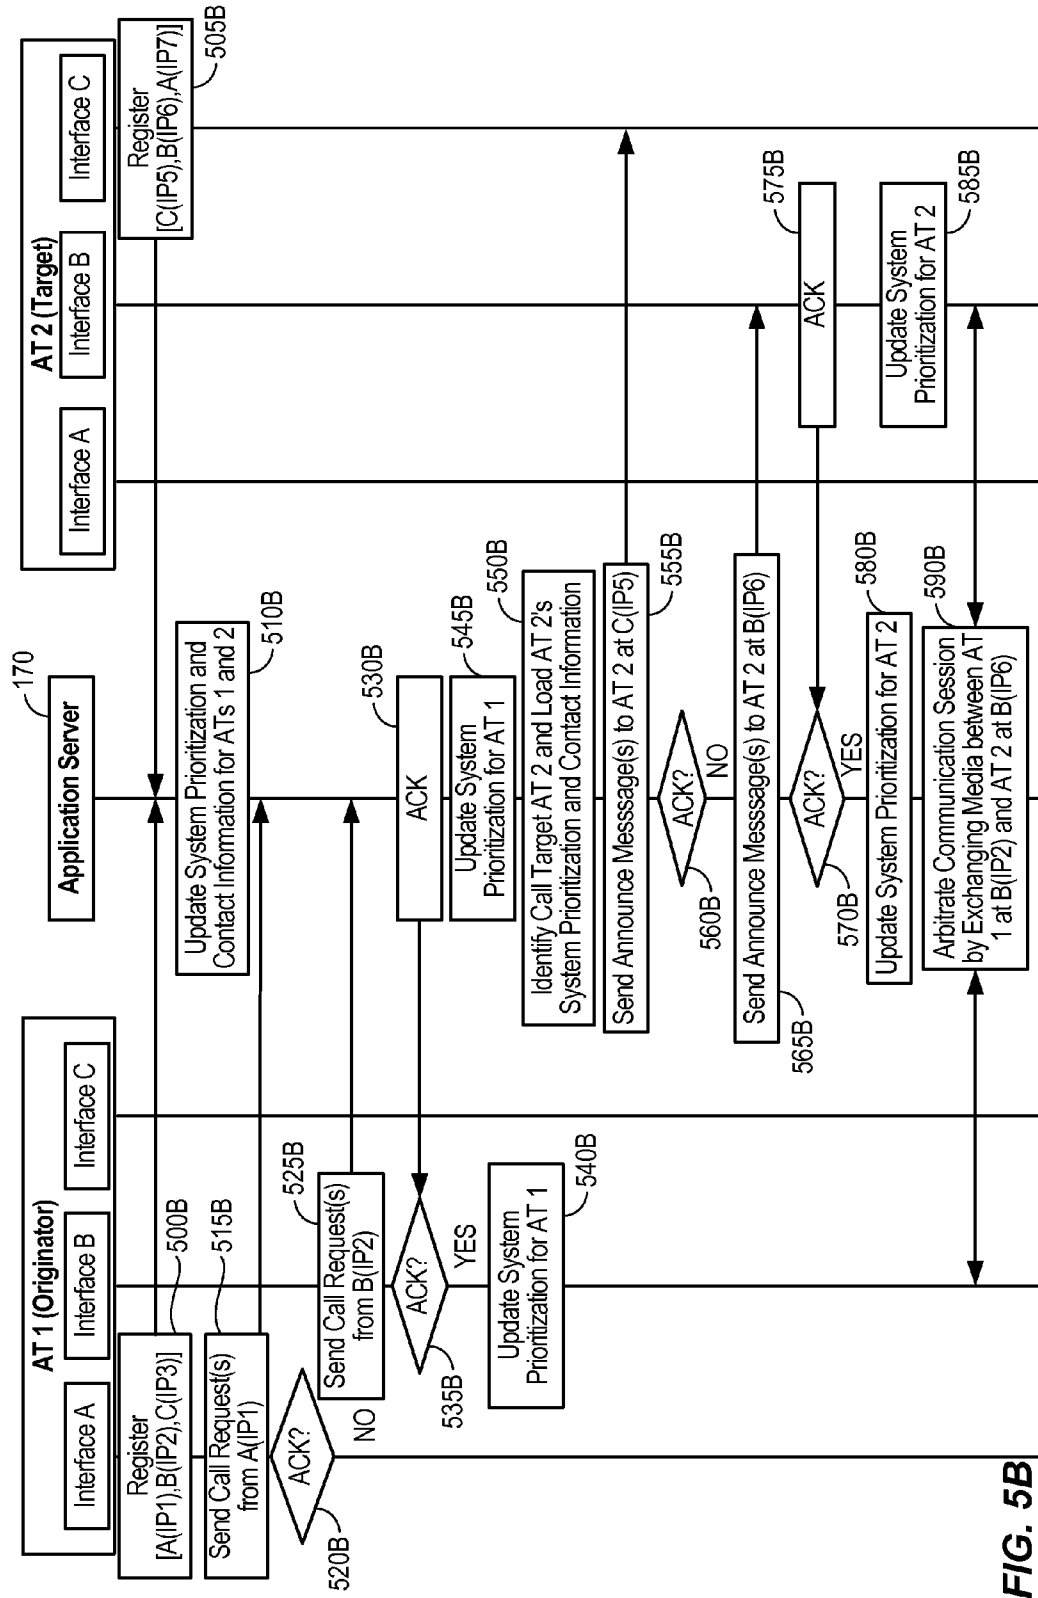 AT 1 (Originator)
Interface A
Interface B
Interface C
Application Server
170
AT 2 (Target)
Interface A
Interface B
Interface C
Register
[A(IP1),B(IP2),C(IP3)]
500B
Register
[C(IP5),B(IP6),A(IP7)]
505B
Update System Prioritization and
Contact Information for ATs 1 and 2
510B
Send Call Request(s)
from A(IP1)
515B
ACK?
520B
NO
Send Call Request(s)
from B(IP2)
525B
ACK
530B
ACK?
535B
YES
Update System
Prioritization for AT 1
540B
Update System
Prioritization for AT 1
545B
Identify Call Target AT 2 and Load AT 2's
System Prioritization and Contact Information
550B
Send Announce Messsage(s) to AT 2 at C(IP5)
555B
ACK?
560B
NO
Send Announce Messsage(s) to AT 2 at B(IP6)
565B
ACK?
570B
YES
ACK
575B
Update System Prioritization for AT 2
580B
Update System
Prioritization for AT 2
585B
Arbitrate Communication Session
by Exchanging Media between AT
1 at B(IP2) and AT 2 at B(IP6)
590B
FIG. 5B